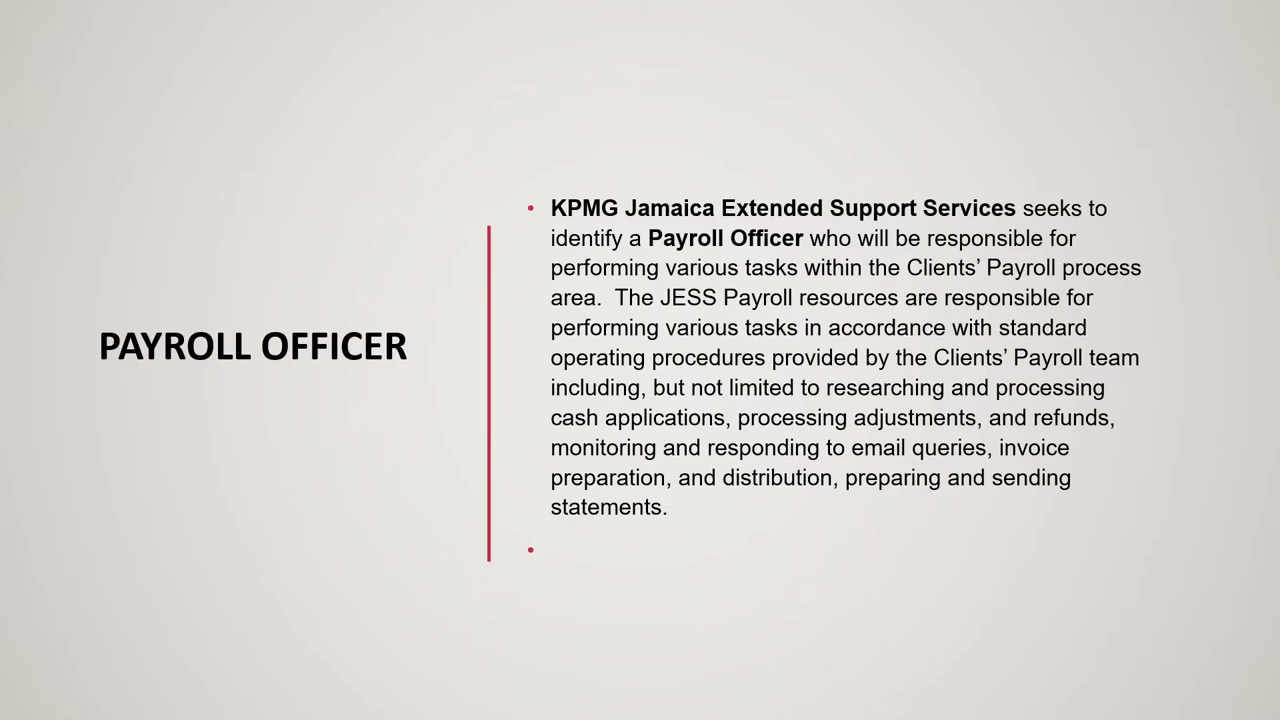 PAYROLL OFFICER
• KPMG Jamaica Extended Support Services seeks to
identify a Payroll Officer who will be responsible for
performing various tasks within the Clients’ Payroll process
area.  The JESS Payroll resources are responsible for
performing various tasks in accordance with standard
operating procedures provided by the Clients’ Payroll team
including, but not limited to researching and processing
cash applications, processing adjustments, and refunds,
monitoring and responding to email queries, invoice
preparation, and distribution, preparing and sending
statements.
•